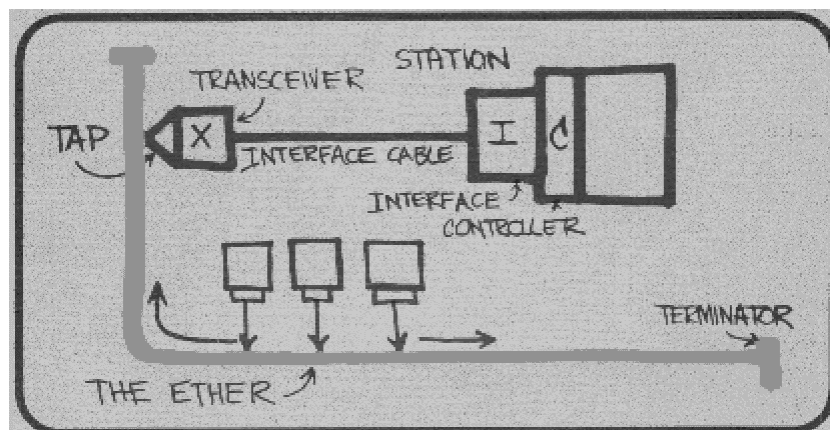 STATION
TRANSCEIVER
TAP
X
I
C
INTERFACE CABLE
INTERFACE
CONTROLLER
TERMINATOR
THE ETHER